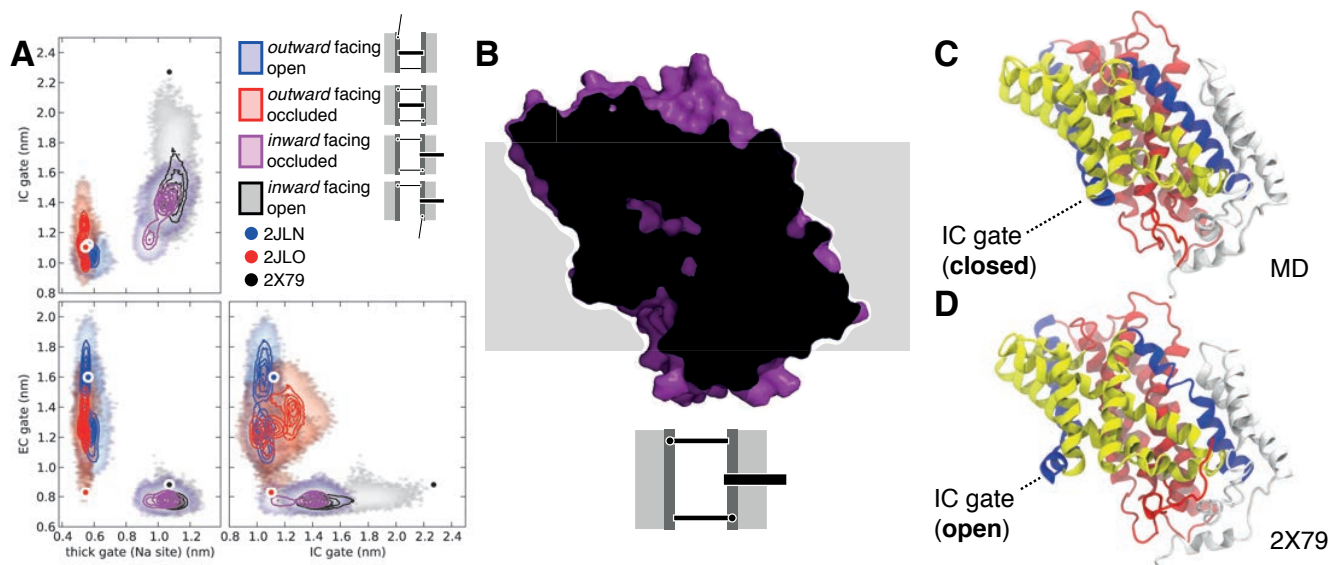 A
IC gate (nm)
2.4
2.2
2.0
1.8
1.6
1.4
1.2
1.0
0.8
outward facing
open
outward facing
occluded
inward facing
occluded
inward facing
open
2JLN
2JLO
2X79
EC gate (nm)
2.0
1.8
1.6
1.4
1.2
1.0
0.8
0.6
0.4 0.6 0.8 1.0 1.2
thick gate (Na site) (nm)
0.8 1.0 1.2 1.4 1.6 1.8 2.0 2.2 2.4
IC gate (nm)
B
C
IC gate
(closed)
MD
D
IC gate
(open)
2X79